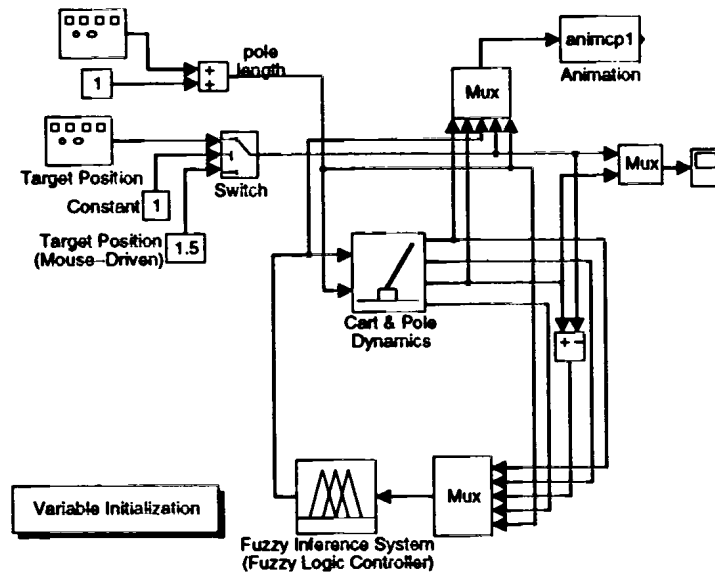 pole
length
1
+
+
animcp1
Animation
Mux
Target Position
Switch
Constant
1
Target Position
(Mouse-Driven)
1.5
Mux
Cart & Pole
Dynamics
+ -
Variable Initialization
Mux
Fuzzy Inference System
(Fuzzy Logic Controller)